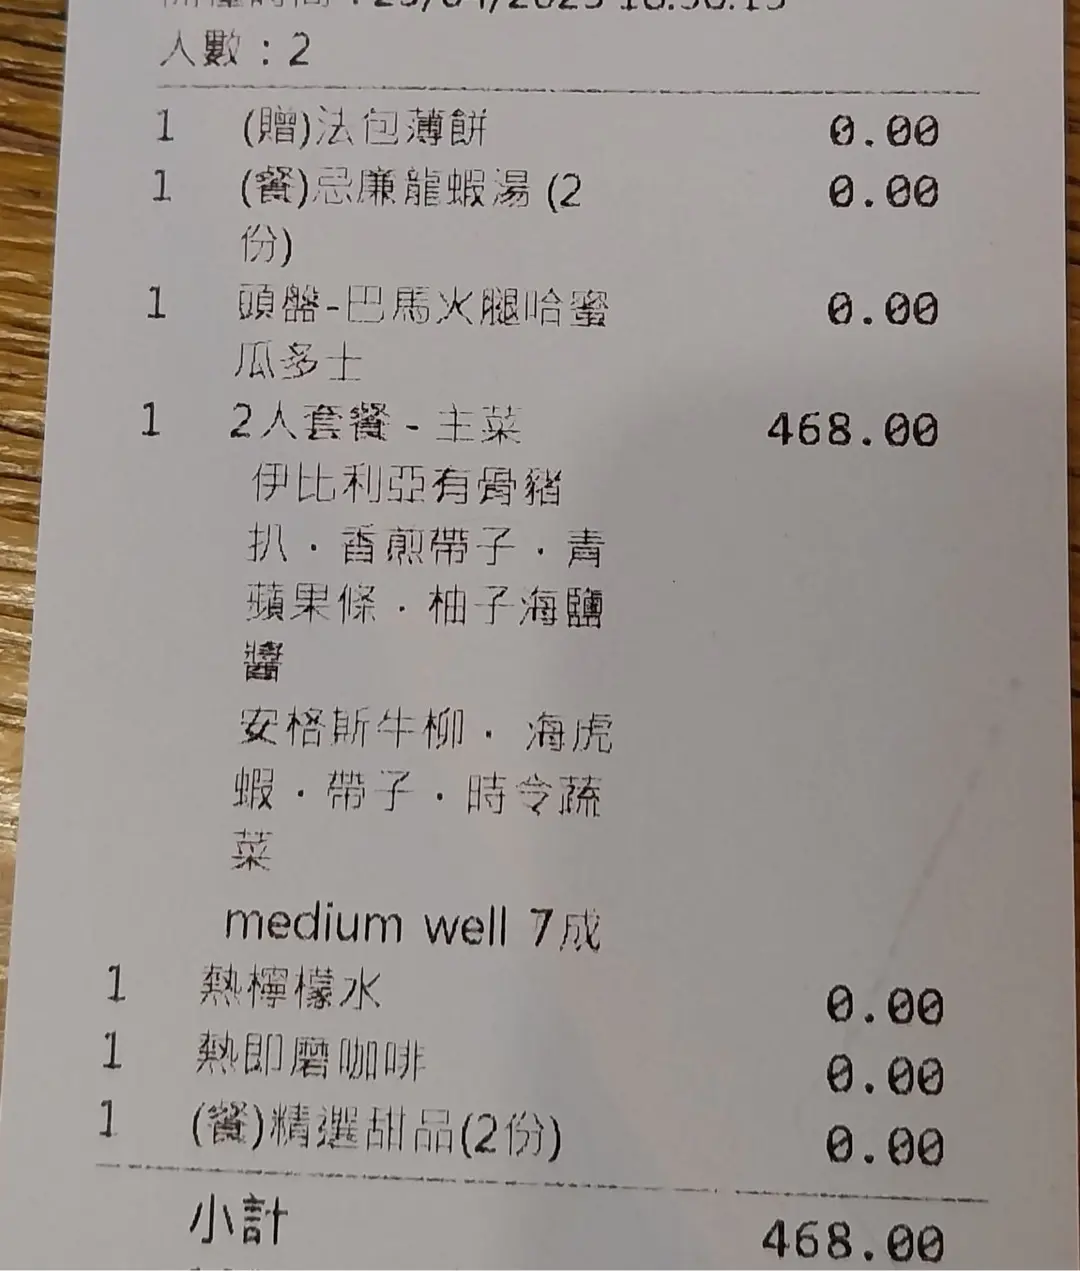 人數：2
1 (贈)法包薄餅 0.00
1 (餐)忌廉龍蝦湯 (2 0.00
份)
1 頭盤-巴馬火腿哈蜜 0.00
瓜多士
1 2人套餐 - 主菜 468.00
伊比利亞有骨豬
扒．香煎帶子．青
蘋果條．柚子海鹽
醬
安格斯牛柳． 海虎
蝦．帶子．時令蔬
菜
medium well 7成
1 熱檸檬水 0.00
1 熱即磨咖啡 0.00
1 (餐)精選甜品(2份) 0.00
小計 468.00